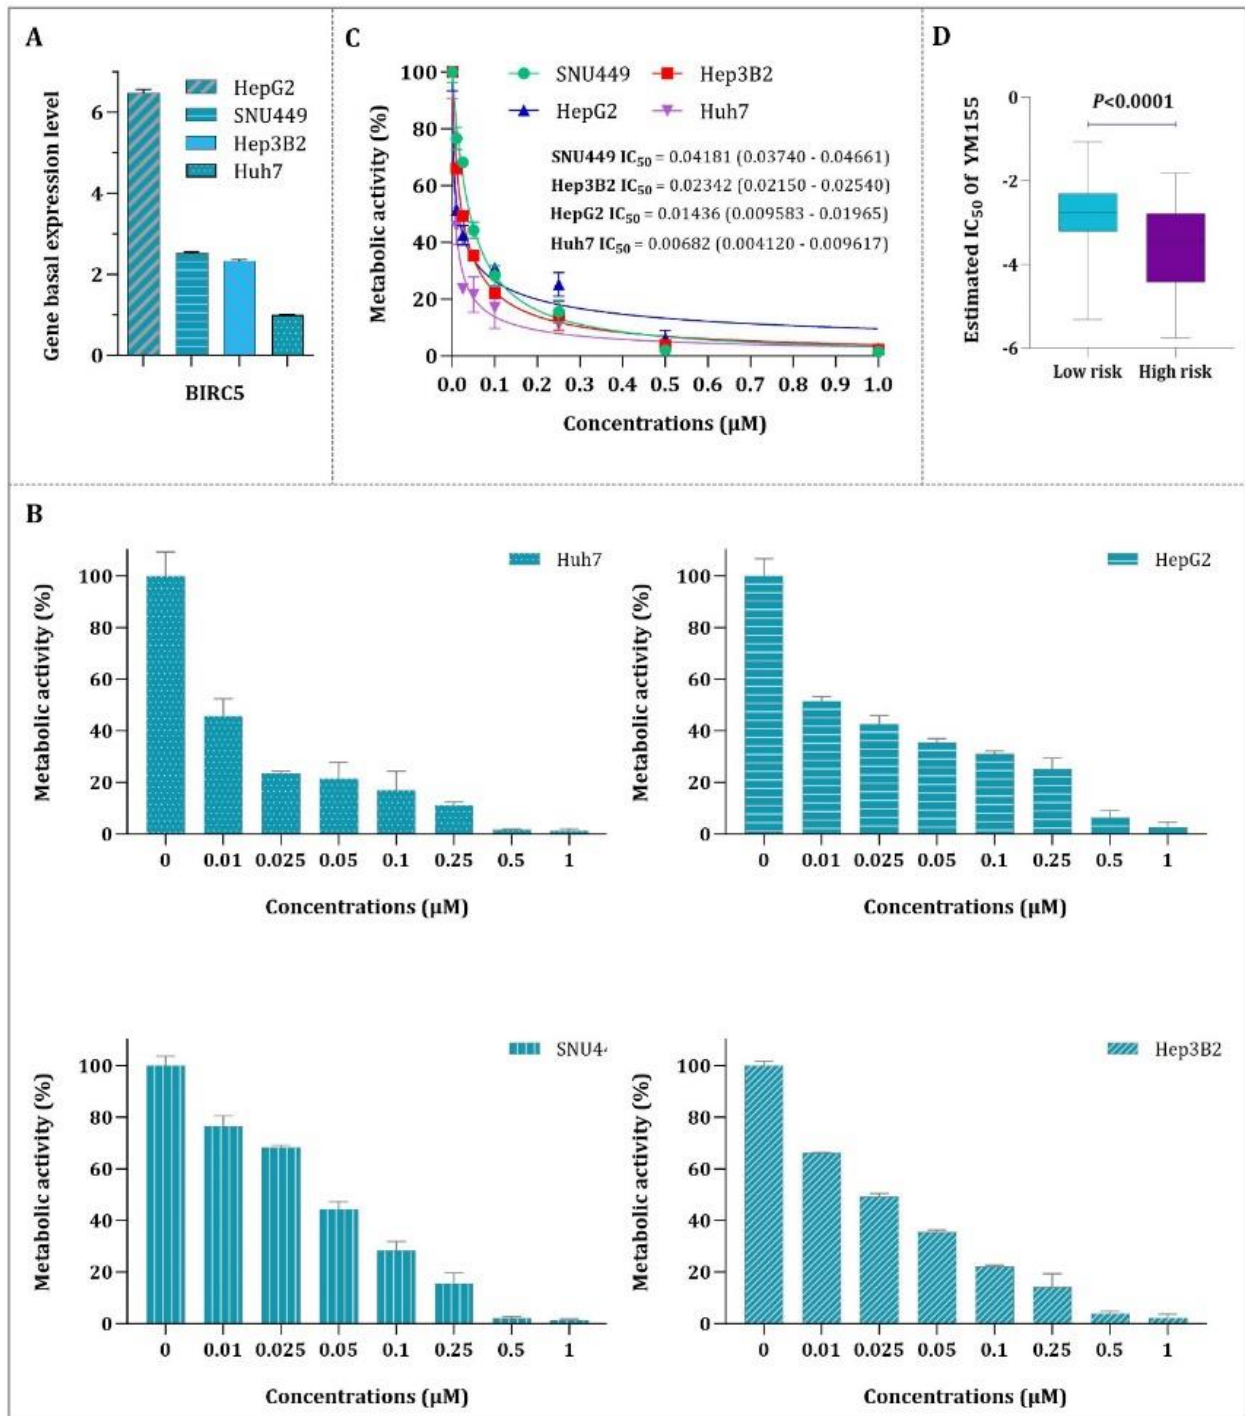 A
Gene basal expression level
6
4
2
0
HepG2
SNU449
Hep3B2
Huh7
BIRC5
C
Metabolic activity (%)
100
80
60
40
20
0
SNU449
Hep3B2
HepG2
Huh7
SNU449 IC50 = 0.04181 (0.03740 - 0.04661)
Hep3B2 IC50 = 0.02342 (0.02150 - 0.02540)
HepG2 IC50 = 0.01436 (0.009583 - 0.01965)
Huh7 IC50 = 0.00682 (0.004120 - 0.009617)
0.0 0.1 0.2 0.3 0.4 0.5 0.6 0.7 0.8 0.9 1.0
Concentrations (µM)
D
Estimated IC50 Of YM155
0
-2
-4
-6
P<0.0001
Low risk High risk
B
Metabolic activity (%)
100
80
60
40
20
0
Huh7
0 0.01 0.025 0.05 0.1 0.25 0.5 1
Concentrations (µM)
Metabolic activity (%)
100
80
60
40
20
0
HepG2
0 0.01 0.025 0.05 0.1 0.25 0.5 1
Concentrations (µM)
Metabolic activity (%)
100
80
60
40
20
0
SNU44
0 0.01 0.025 0.05 0.1 0.25 0.5 1
Concentrations (µM)
Metabolic activity (%)
100
80
60
40
20
0
Hep3B2
0 0.01 0.025 0.05 0.1 0.25 0.5 1
Concentrations (µM)